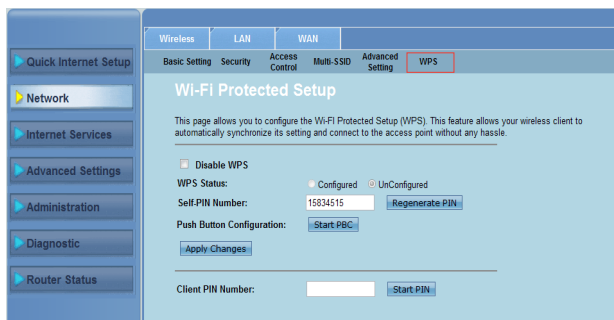 Wireless LAN WAN
Basic Setting Security Access Control Multi-SSID Advanced Setting WPS
Quick Internet Setup
Network
Internet Services
Advanced Settings
Administration
Diagnostic
Router Status
Wi-Fi Protected Setup
This page allows you to configure the Wi-FI Protected Setup (WPS). This feature allows your wireless client to
automatically synchronize its setting and connect to the access point without any hassle.
Disable WPS
WPS Status: Configured UnConfigured
Self-PIN Number: 15834515 Regenerate PIN
Push Button Configuration: Start PBC
Apply Changes
Client PIN Number: Start PIN